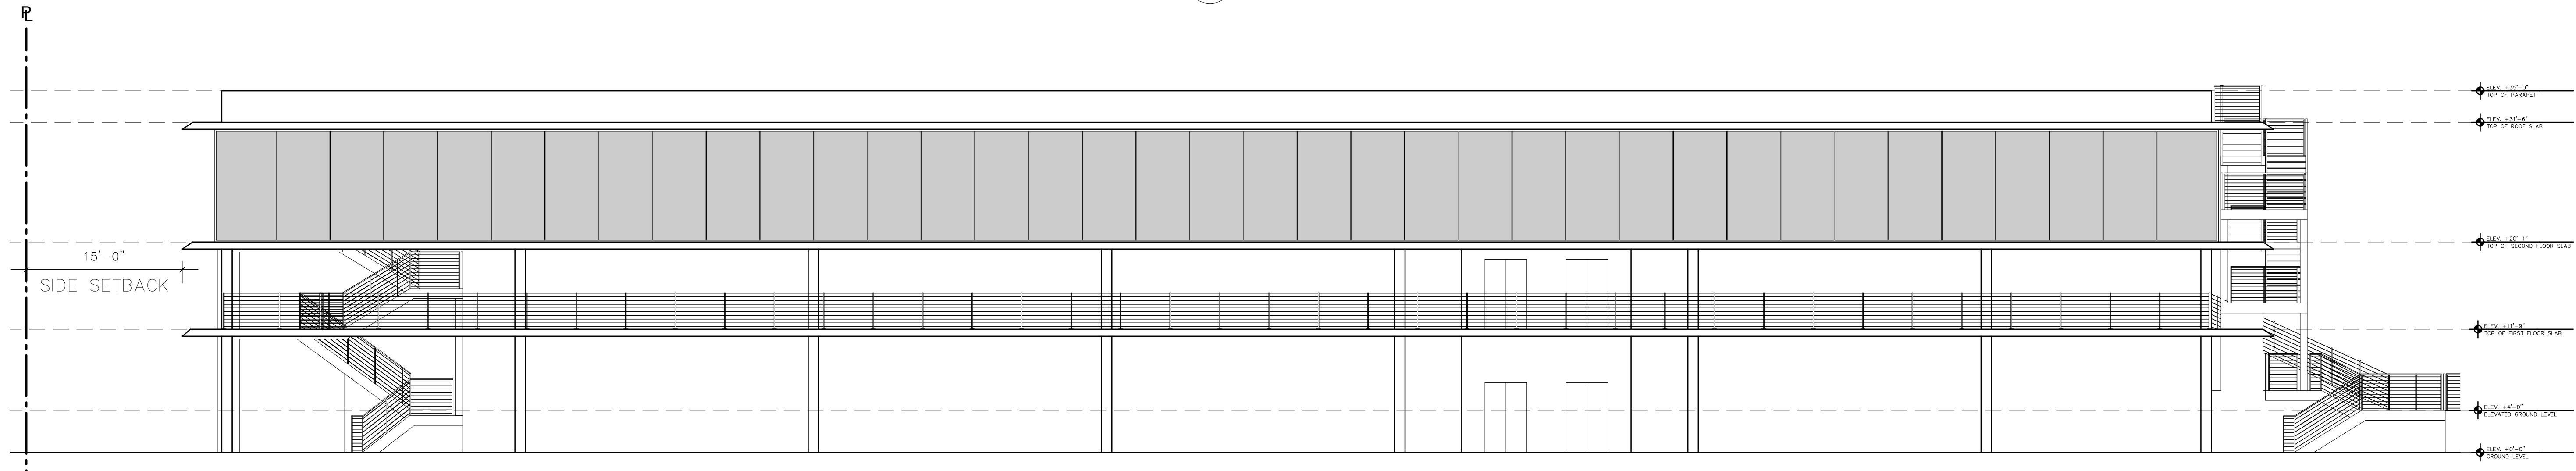 PL
ELEV. +35'-0"
TOP OF PARAPET
ELEV. +31'-6"
TOP OF ROOF SLAB
ELEV. +20'-1"
TOP OF SECOND FLOOR SLAB
15'-0"
SIDE SETBACK
ELEV. +11'-9"
TOP OF FIRST FLOOR SLAB
ELEV. +4'-0"
ELEVATED GROUND LEVEL
ELEV. +0'-0"
GROUND LEVEL